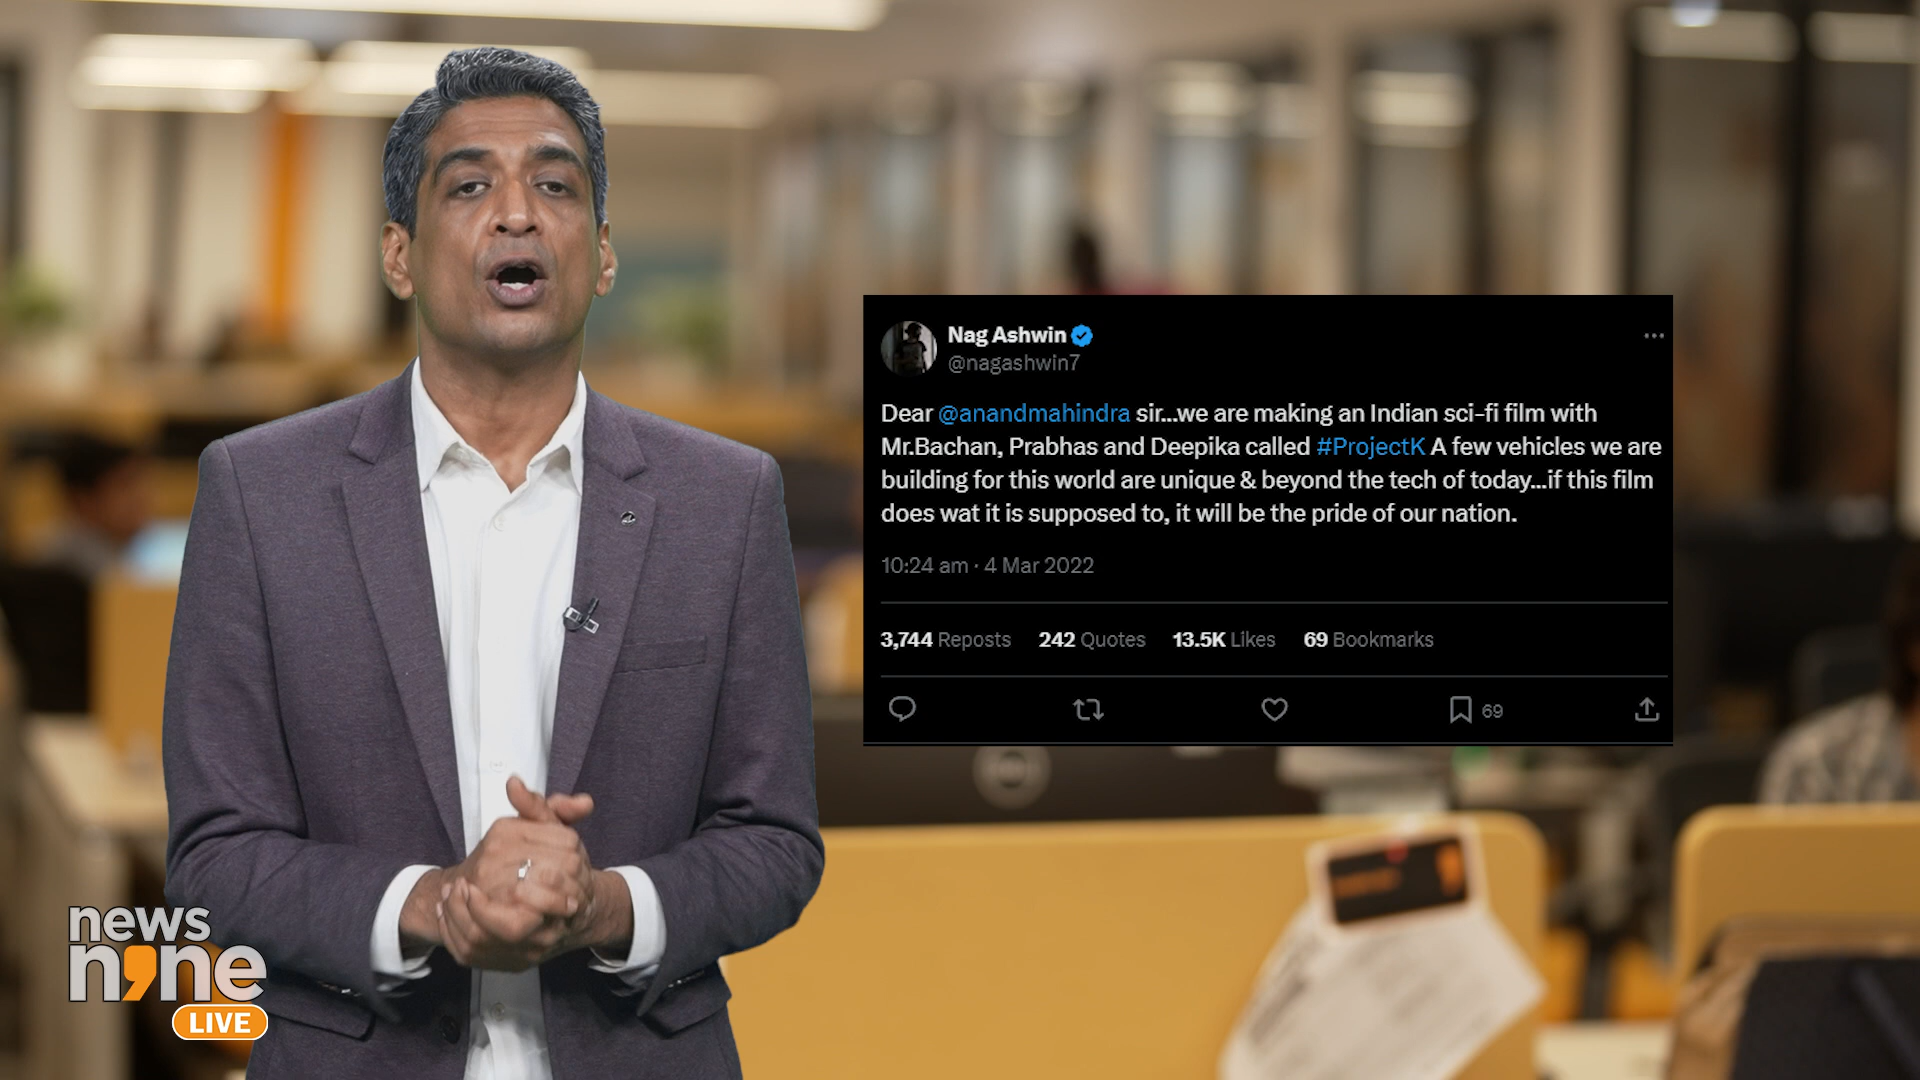 Nag Ashwin
@nagashwin7
Dear @anandmahindra sir...we are making an Indian sci-fi film with
Mr.Bachan, Prabhas and Deepika called #ProjectK A few vehicles we are
building for this world are unique & beyond the tech of today...if this film
does wat it is supposed to, it will be the pride of our nation.
10:24 am · 4 Mar 2022
3,744 Reposts 242 Quotes 13.5K Likes 69 Bookmarks
69
news
n9ne
LIVE